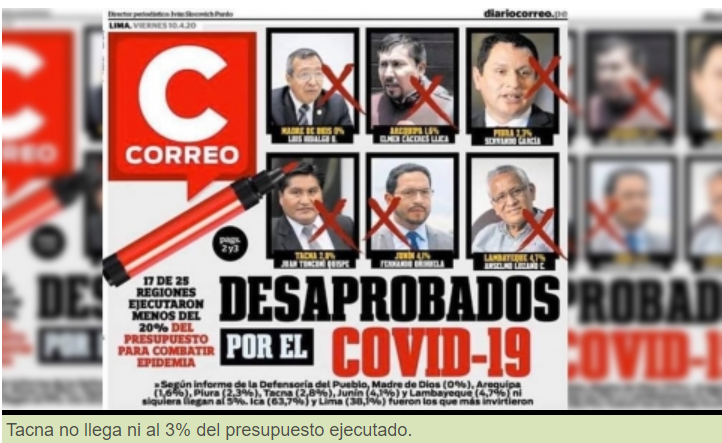 Director periodístico: Iván Slocovich Pardo
diariocorreo.pe
LIMA, VIERNES 10.4.20
C
CORREO
MADRE DE DIOS 0%
LUIS HIDALGO O.
AREQUIPA 1,6%
ELMER CÁCERES LLICA
PIURA 2,3%
SERVANDO GARCÍA
TACNA 2,8%
JUAN TONCONI QUISPE
JUNÍN 4,1%
FERNANDO ORIHUELA
LAMBAYEQUE 4,7%
ANSELMO LOZANO C.
págs.
2 y 3
17 DE 25
REGIONES
EJECUTARON
MENOS DEL
20% DEL
PRESUPUESTO
PARA COMBATIR
EPIDEMIA
DESAPROBADOS
POR EL
COVID-19
»Según informe de la Defensoría del Pueblo, Madre de Dios (0%), Arequipa
(1,6%), Piura (2,3%), Tacna (2,8%), Junín (4,1%) y Lambayeque (4,7%) ni
siquiera llegan al 5%. Ica (63,7%) y Lima (38,1%) fueron los que más invirtieron
Tacna no llega ni al 3% del presupuesto ejecutado.